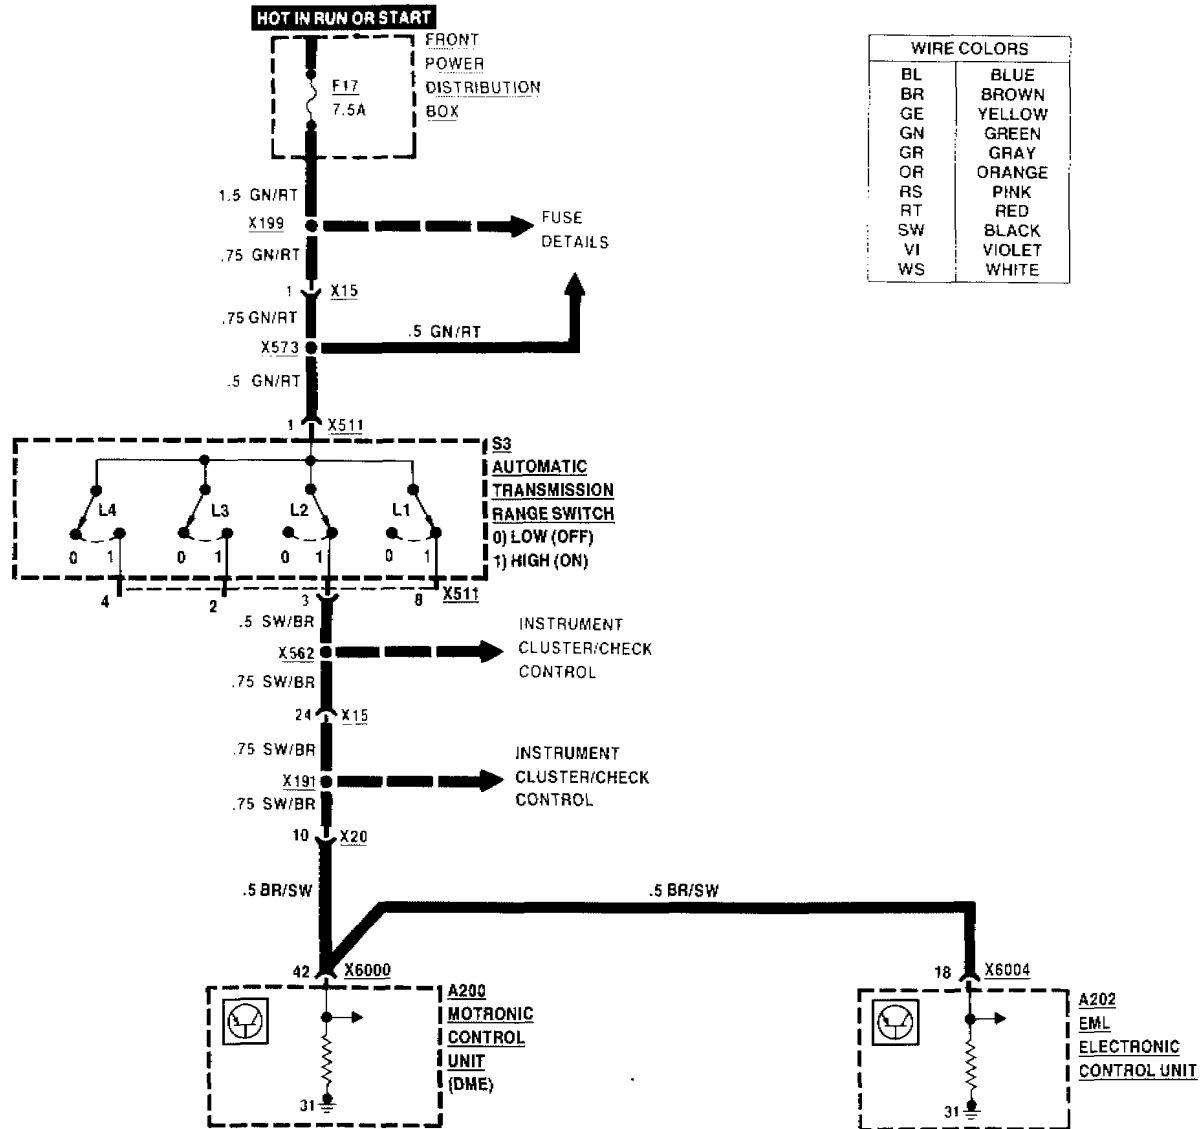 HOT IN RUN OR START
FRONT
POWER
DISTRIBUTION
BOX
F17
7.5A
1.5 GN/RT
X199
FUSE
DETAILS
.75 GN/RT
1 X15
.75 GN/RT
.5 GN/RT
X573
.5 GN/RT
1 X511
S3
AUTOMATIC
TRANSMISSION
RANGE SWITCH
0) LOW (OFF)
1) HIGH (ON)
L4 L3 L2 L1
0 1 0 1 0 1 0 1
4 2 3 8 X511
.5 SW/BR
INSTRUMENT
CLUSTER/CHECK
CONTROL
X562
.75 SW/BR
24 X15
.75 SW/BR
INSTRUMENT
CLUSTER/CHECK
CONTROL
X191
.75 SW/BR
10 X20
.5 BR/SW
.5 BR/SW
42 X6000
18 X6004
A200
MOTRONIC
CONTROL
UNIT
(DME)
31
A202
EML
ELECTRONIC
CONTROL UNIT
31
WIRE COLORS
BL BLUE
BR BROWN
GE YELLOW
GN GREEN
GR GRAY
OR ORANGE
RS PINK
RT RED
SW BLACK
VI VIOLET
WS WHITE